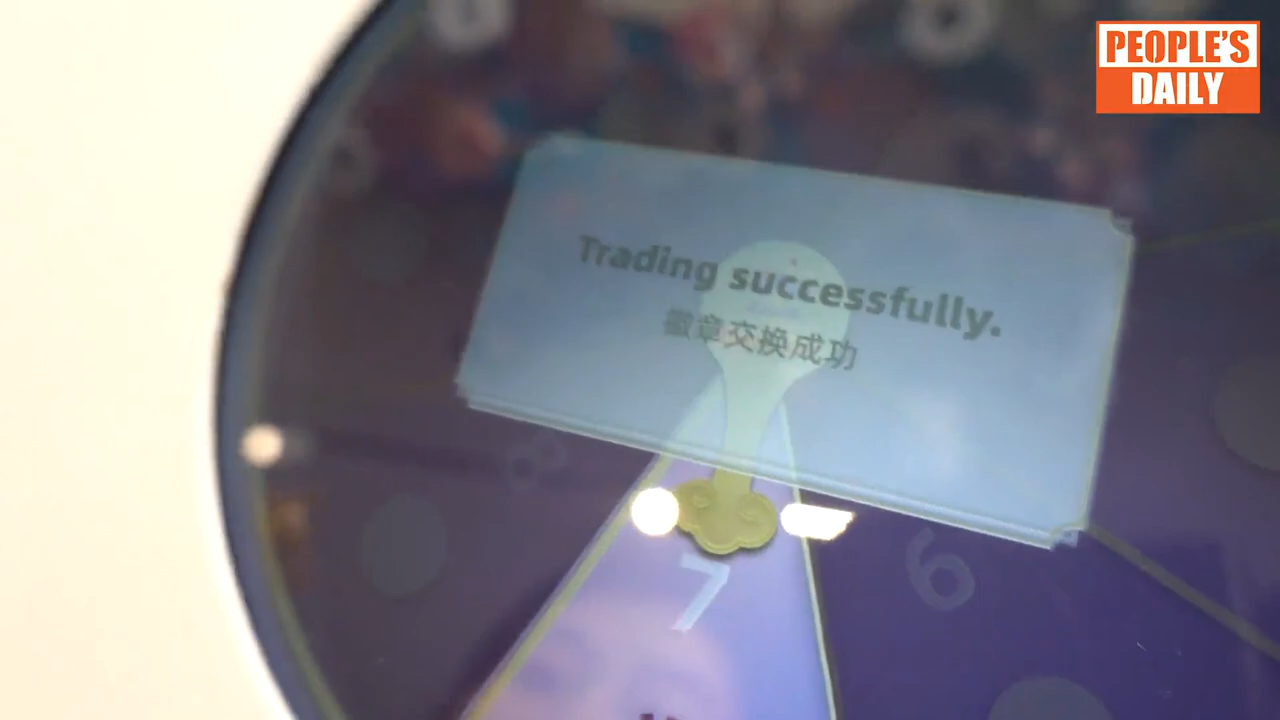 PEOPLE'S
DAILY
Trading successfully.
徽章交换成功
7
6